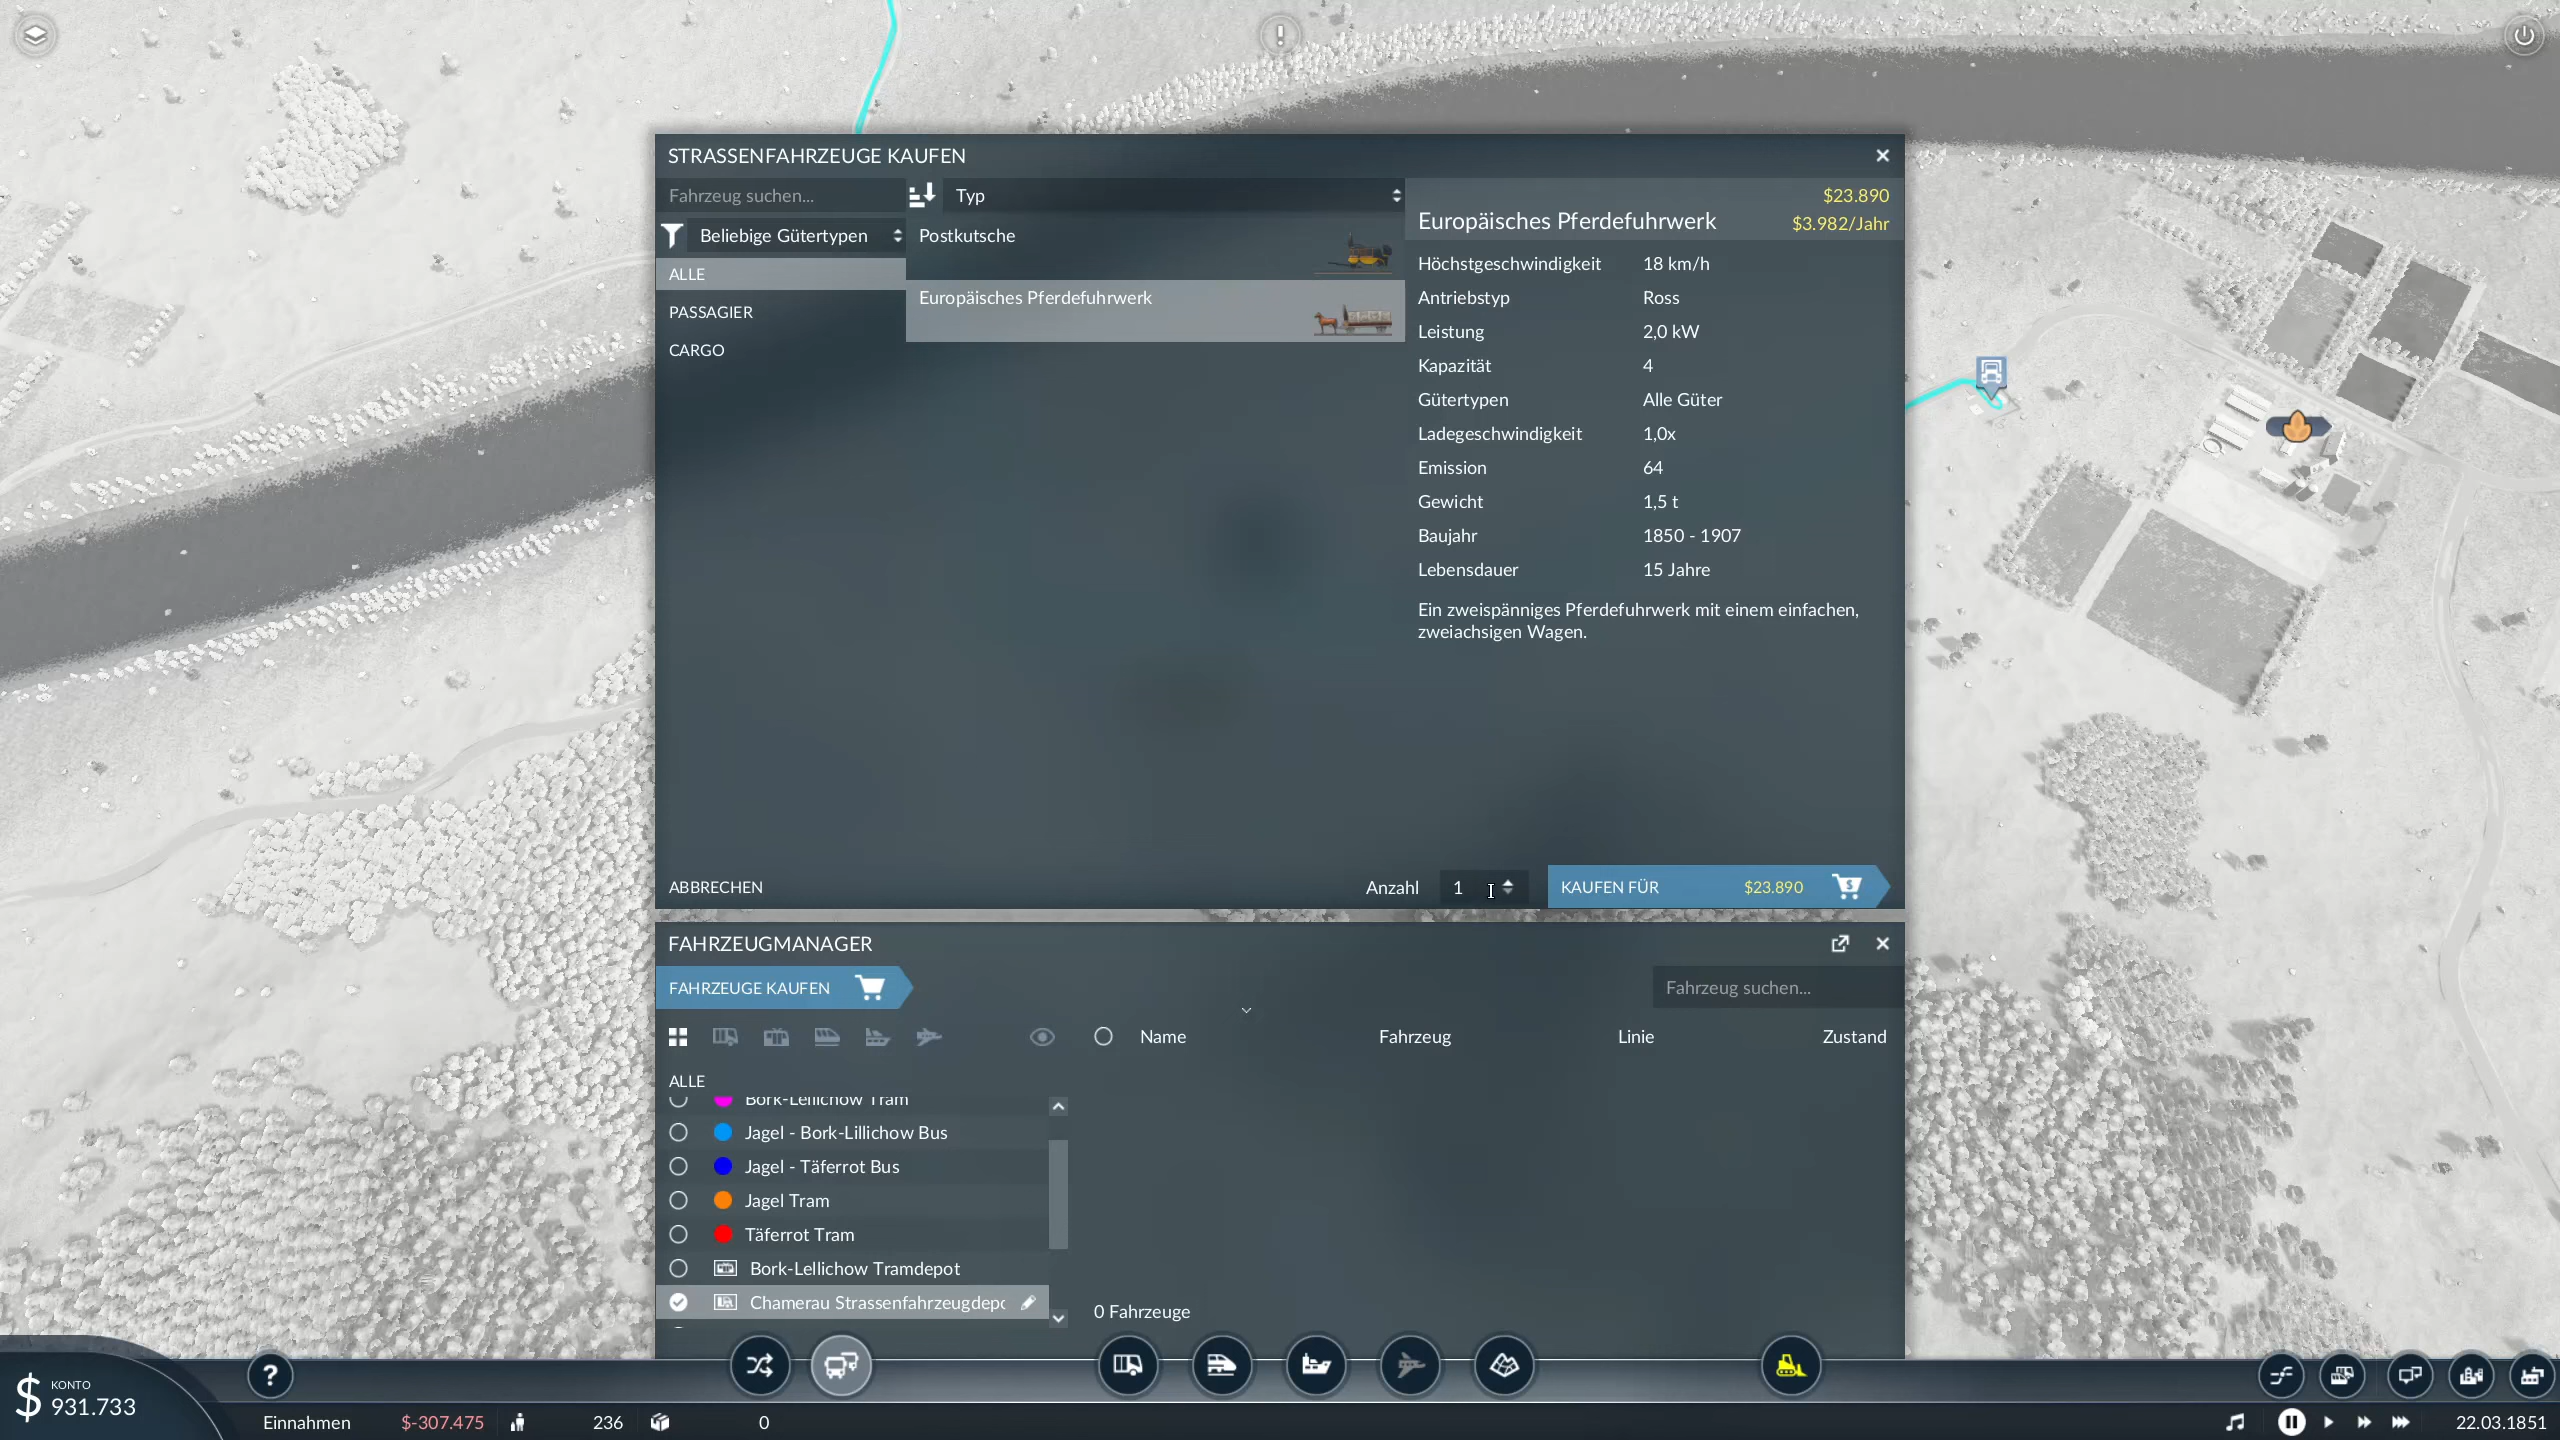 STRASSENFAHRZEUGE KAUFEN
Fahrzeug suchen...
Typ
Beliebige Gütertypen
ALLE
PASSAGIER
CARGO
Postkutsche
Europäisches Pferdefuhrwerk
$23.890
Europäisches Pferdefuhrwerk
$3.982/Jahr
Höchstgeschwindigkeit 18 km/h
Antriebstyp Ross
Leistung 2,0 kW
Kapazität 4
Gütertypen Alle Güter
Ladegeschwindigkeit 1,0x
Emission 64
Gewicht 1,5 t
Baujahr 1850 - 1907
Lebensdauer 15 Jahre
Ein zweispänniges Pferdefuhrwerk mit einem einfachen,
zweiachsigen Wagen.
ABBRECHEN
Anzahl 1
KAUFEN FÜR $23.890
FAHRZEUGMANAGER
FAHRZEUGE KAUFEN
Fahrzeug suchen...
Name Fahrzeug Linie Zustand
ALLE
Bork-Lellichow Tram
Jagel - Bork-Lillichow Bus
Jagel - Täferrot Bus
Jagel Tram
Täferrot Tram
Bork-Lellichow Tramdepot
Chamerau Strassenfahrzeugdepo
0 Fahrzeuge
?
$ KONTO
931.733
Einnahmen $-307.475 236 0
22.03.1851